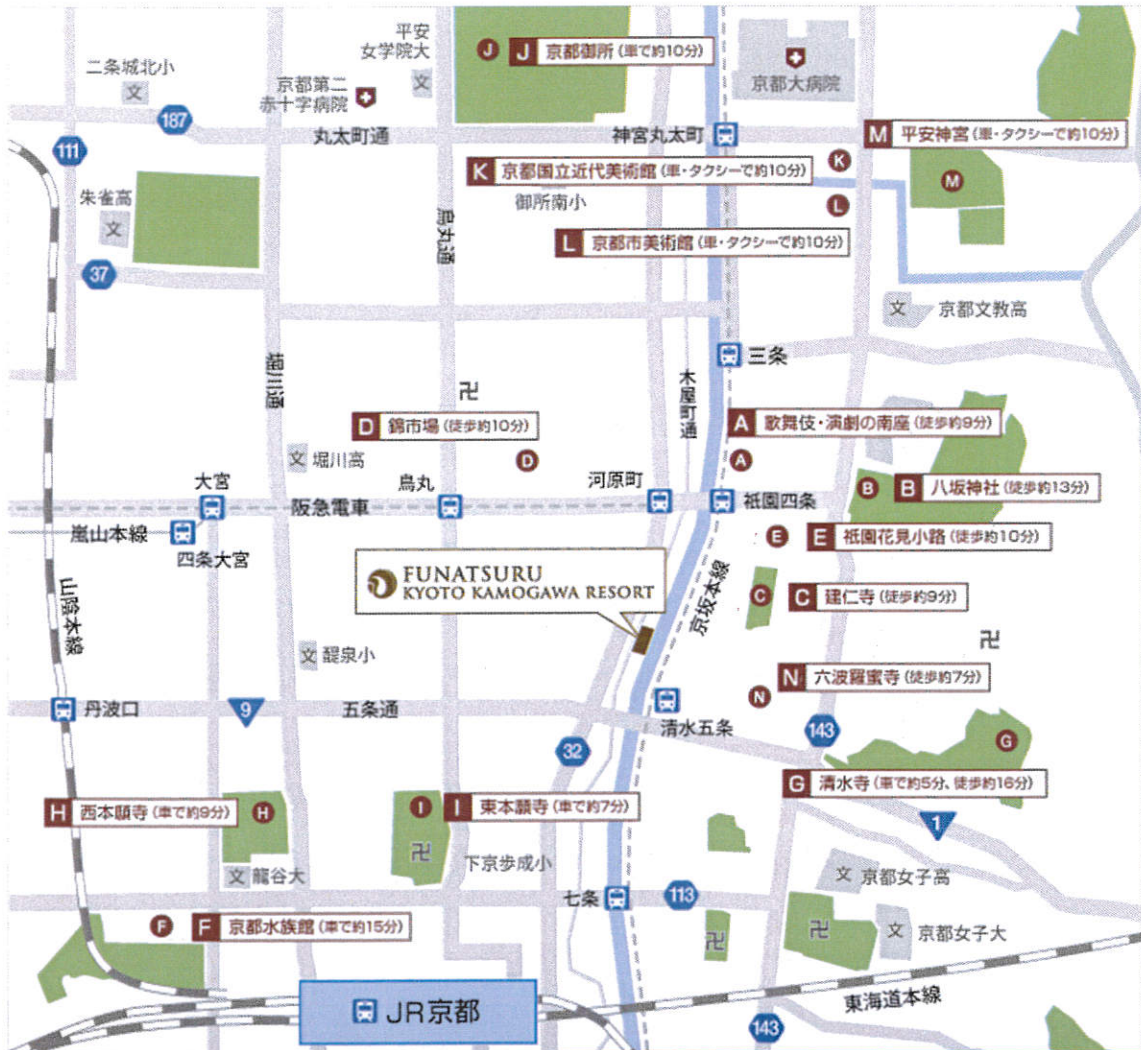 平安
女学院大
J
J 京都御所 (車で約10分)
二条城北小
文
文
京都第二
赤十字病院
京都大病院
187
111
丸太町通
神宮丸太町
M 平安神宮 (車・タクシーで約10分)
K
K 京都国立近代美術館 (車・タクシーで約10分)
M
朱雀高
文
御所南小
L
烏丸通
L 京都市美術館 (車・タクシーで約10分)
37
文 京都文教高
三条
堀川通
木屋町通
卍
A 歌舞伎・演劇の南座 (徒歩約9分)
D 錦市場 (徒歩約10分)
文 堀川高
D
A
大宮
烏丸
河原町
B
B 八坂神社 (徒歩約13分)
阪急電車
祇園四条
嵐山本線
四条大宮
E
E 祇園花見小路 (徒歩約10分)
FUNATSURU
KYOTO KAMOGAWA RESORT
京坂本線
山陰本線
C
C 建仁寺 (徒歩約9分)
文 醒泉小
卍
N
N 六波羅蜜寺 (徒歩約7分)
丹波口
9
五条通
清水五条
143
32
G
G 清水寺 (車で約5分、徒歩約16分)
H 西本願寺 (車で約9分)
H
I
I 東本願寺 (車で約7分)
1
卍
下京歩成小
文 龍谷大
文 京都女子高
七条
113
F
F 京都水族館 (車で約15分)
卍
卍
文 京都女子大
JR京都
東海道本線
143